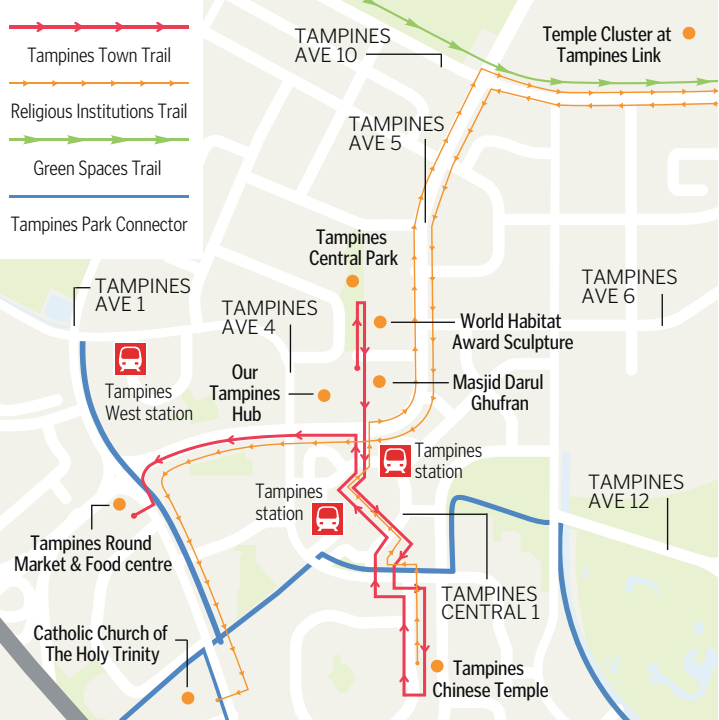 Tampines Town Trail
Religious Institutions Trail
Green Spaces Trail
Tampines Park Connector
TAMPINES
AVE 10
Temple Cluster at
Tampines Link
TAMPINES
AVE 5
Tampines
Central Park
TAMPINES
AVE 1
TAMPINES
AVE 4
TAMPINES
AVE 6
World Habitat
Award Sculpture
Tampines
West station
Our
Tampines
Hub
Masjid Darul
Ghufran
Tampines
station
Tampines
station
TAMPINES
AVE 12
Tampines Round
Market & Food centre
TAMPINES
CENTRAL 1
Catholic Church of
The Holy Trinity
Tampines
Chinese Temple